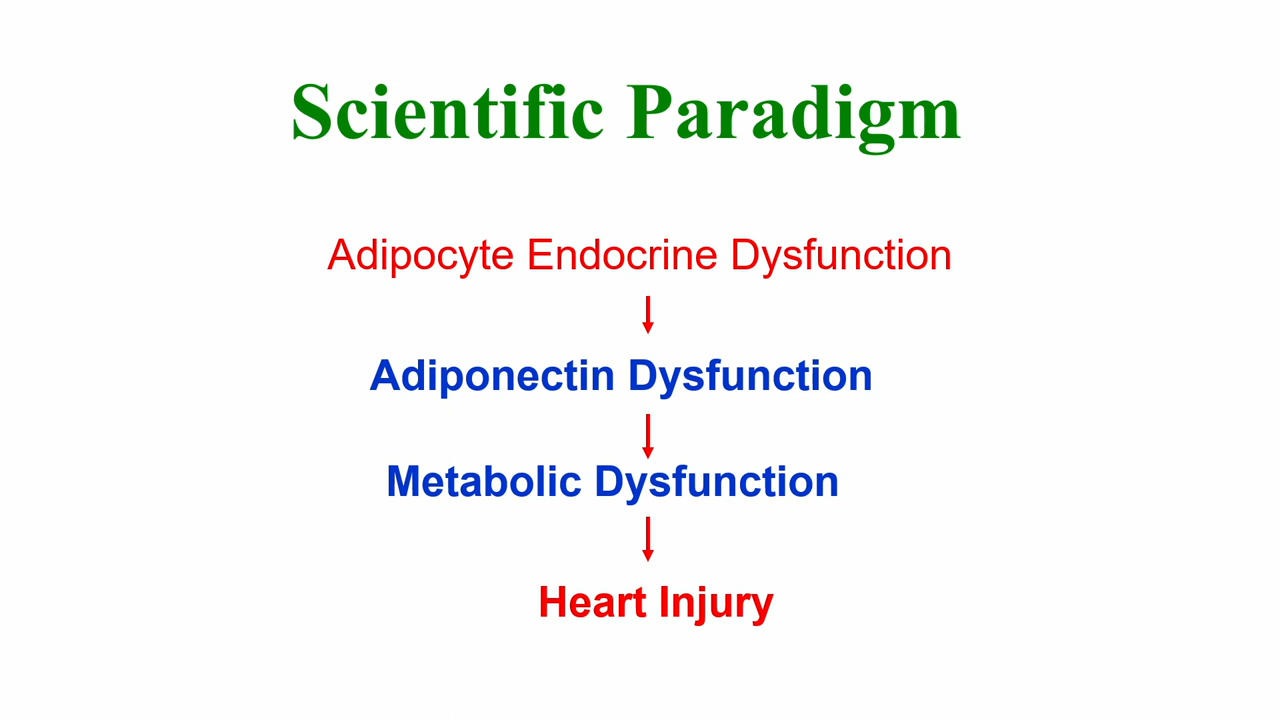 Scientific Paradigm
Adipocyte Endocrine Dysfunction
Adiponectin Dysfunction
Metabolic Dysfunction
Heart Injury